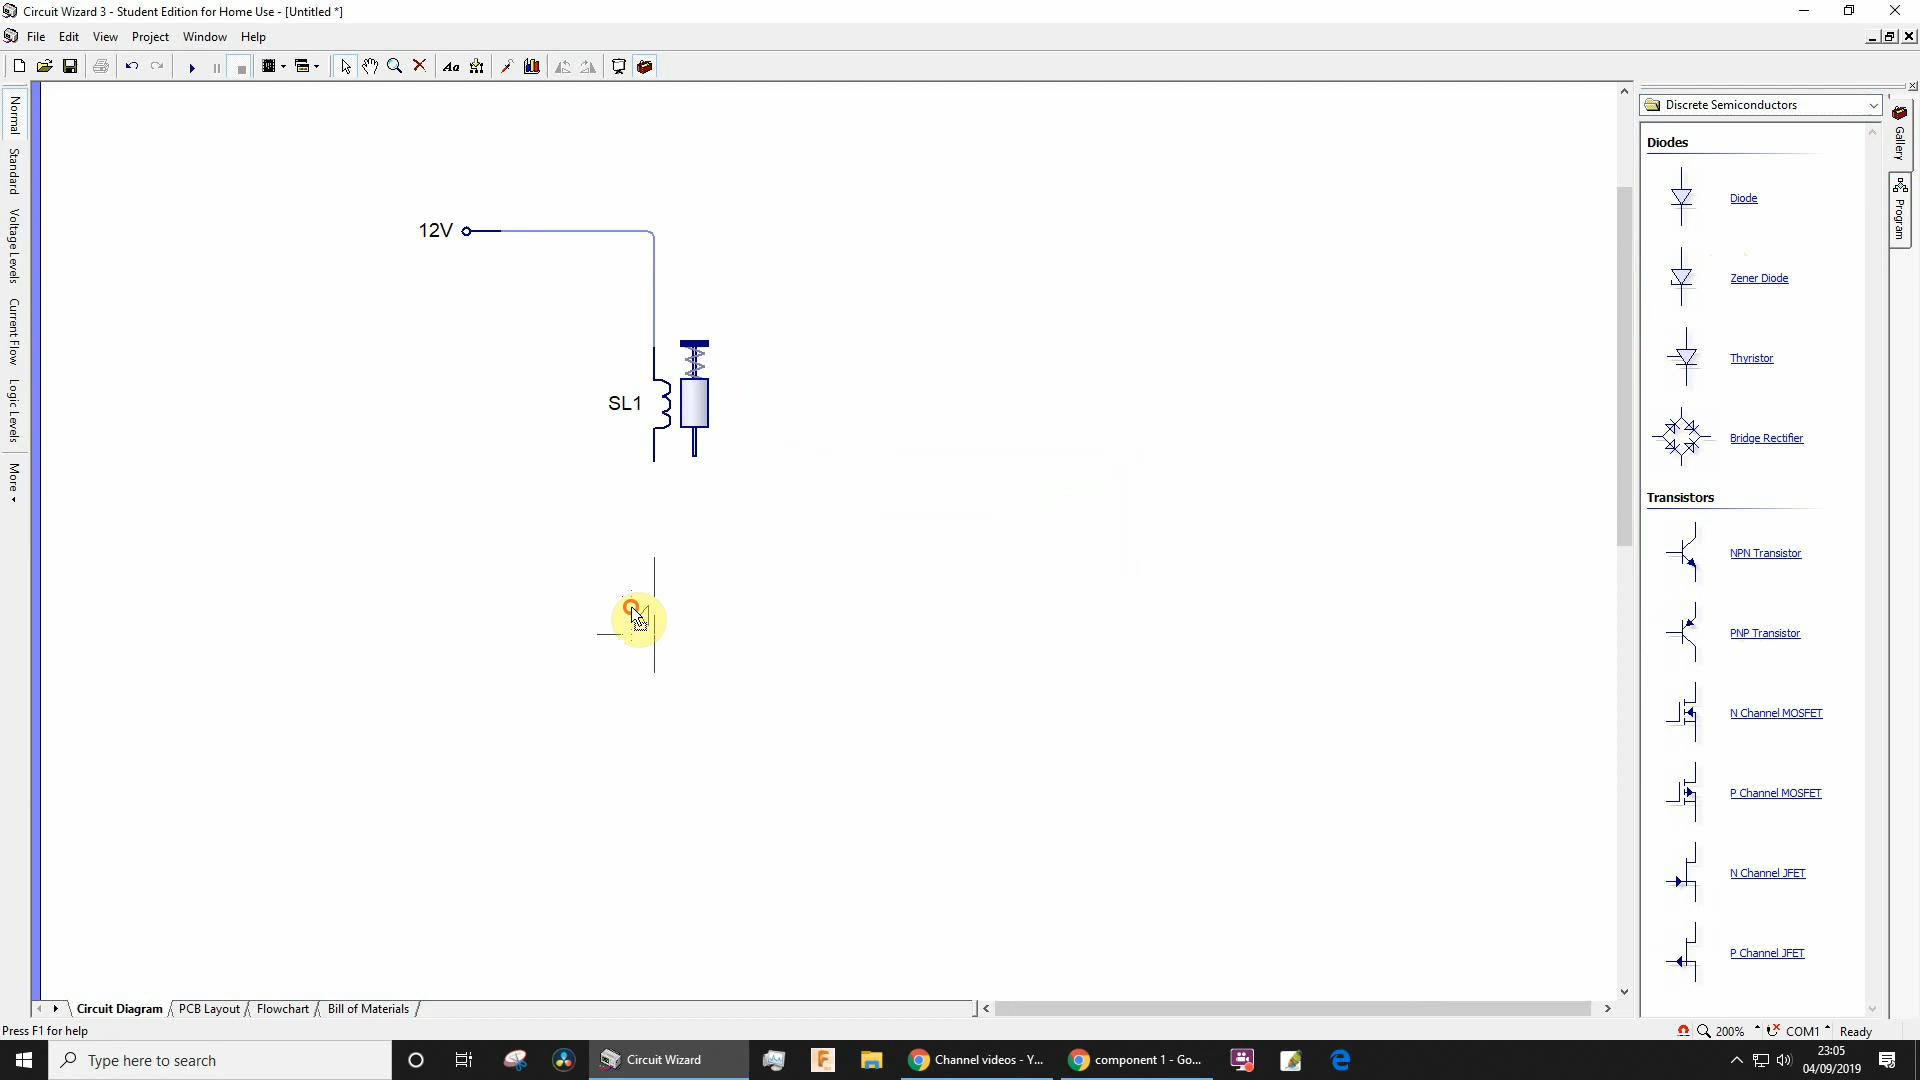 Circuit Wizard 3 - Student Edition for Home Use - [Untitled *]
File Edit View Project Window Help
Aa
Normal
Standard
Voltage Levels
Current Flow
Logic Levels
More
12V
SL1
Discrete Semiconductors
Diodes
Diode
Zener Diode
Thyristor
Bridge Rectifier
Transistors
NPN Transistor
PNP Transistor
N Channel MOSFET
P Channel MOSFET
N Channel JFET
P Channel JFET
Gallery
Program
Circuit Diagram PCB Layout Flowchart Bill of Materials
Press F1 for help
200% COM1 Ready
Type here to search
Circuit Wizard
Channel videos - Y...
component 1 - Go...
23:05
04/09/2019